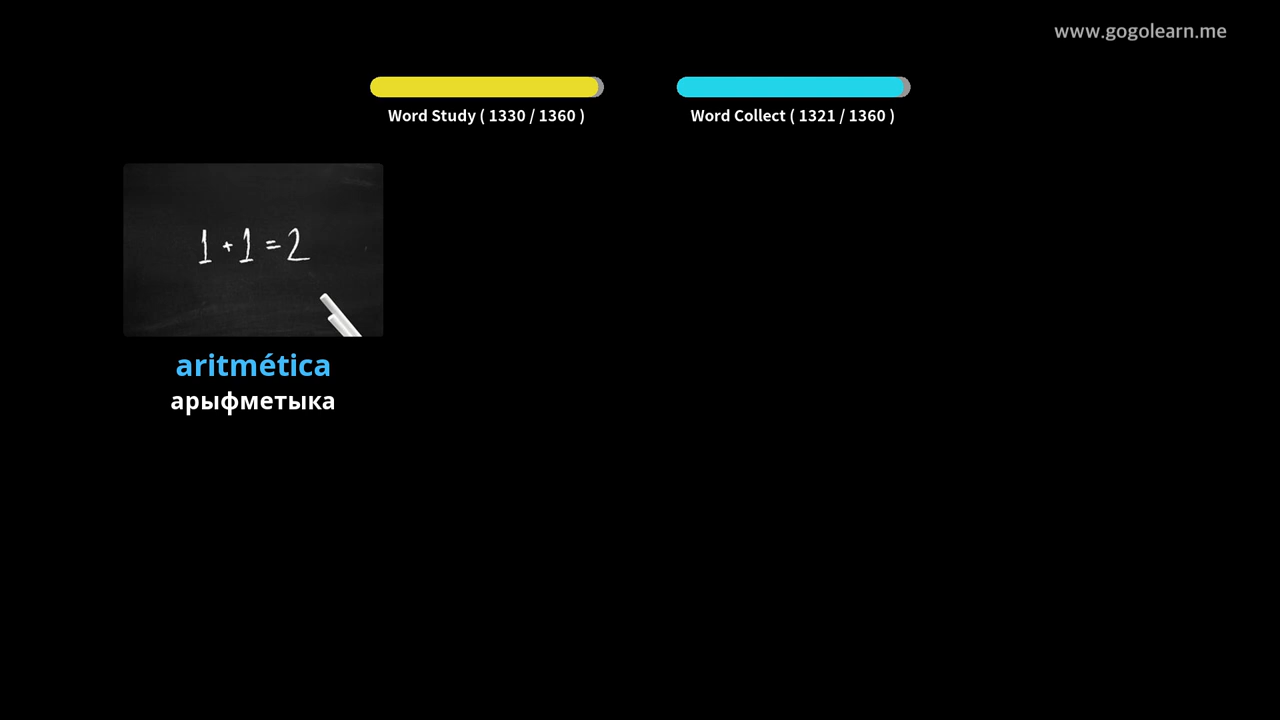 www.gogolearn.me
Word Study ( 1330 / 1360 )
Word Collect ( 1321 / 1360 )
1 + 1 = 2
aritmética
арыфметыка